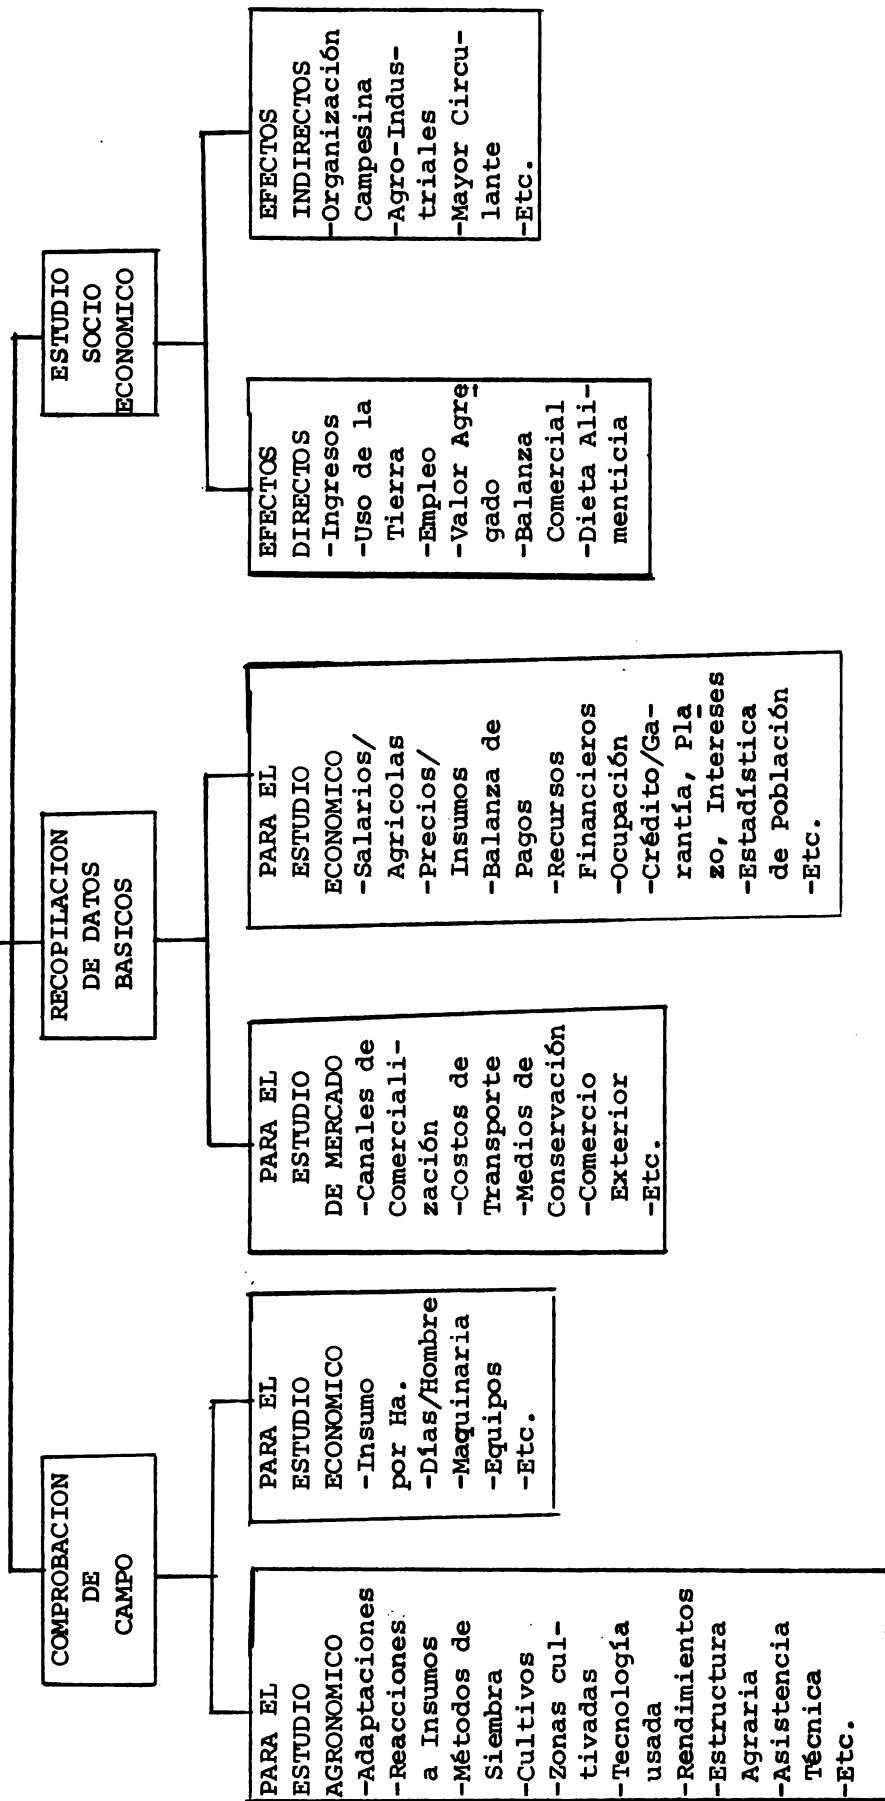 COMPROBACION
DE
CAMPO
RECOPILACION
DE DATOS
BASICOS
ESTUDIO
SOCIO
ECONOMICO
PARA EL
ESTUDIO
AGRONOMICO
-Adaptaciones
-Reacciones
a Insumos
-Métodos de
Siembra
-Cultivos
-Zonas cul-
tivadas
-Tecnología
usada
-Rendimientos
-Estructura
Agraria
-Asistencia
Técnica
-Etc.
PARA EL
ESTUDIO
ECONOMICO
-Insumo
por Ha.
-Días/Hombre
-Maquinaria
-Equipos
-Etc.
PARA EL
ESTUDIO
DE MERCADO
-Canales de
Comerciali-
zación
-Costos de
Transporte
-Medios de
Conservación
-Comercio
Exterior
-Etc.
PARA EL
ESTUDIO
ECONOMICO
-Salarios/
Agricolas
-Precios/
Insumos
-Balanza de
Pagos
-Recursos
Financieros
-Ocupación
-Crédito/Ga-
rantía, Pla
zo, Intereses
-Estadística
de Población
-Etc.
EFECTOS
DIRECTOS
-Ingresos
-Uso de la
Tierra
-Empleo
-Valor Agre
gado
-Balanza
Comercial
-Dieta Ali-
menticia
EFECTOS
INDIRECTOS
-Organización
Campesina
-Agro-Indus-
triales
-Mayor Circu-
lante
-Etc.